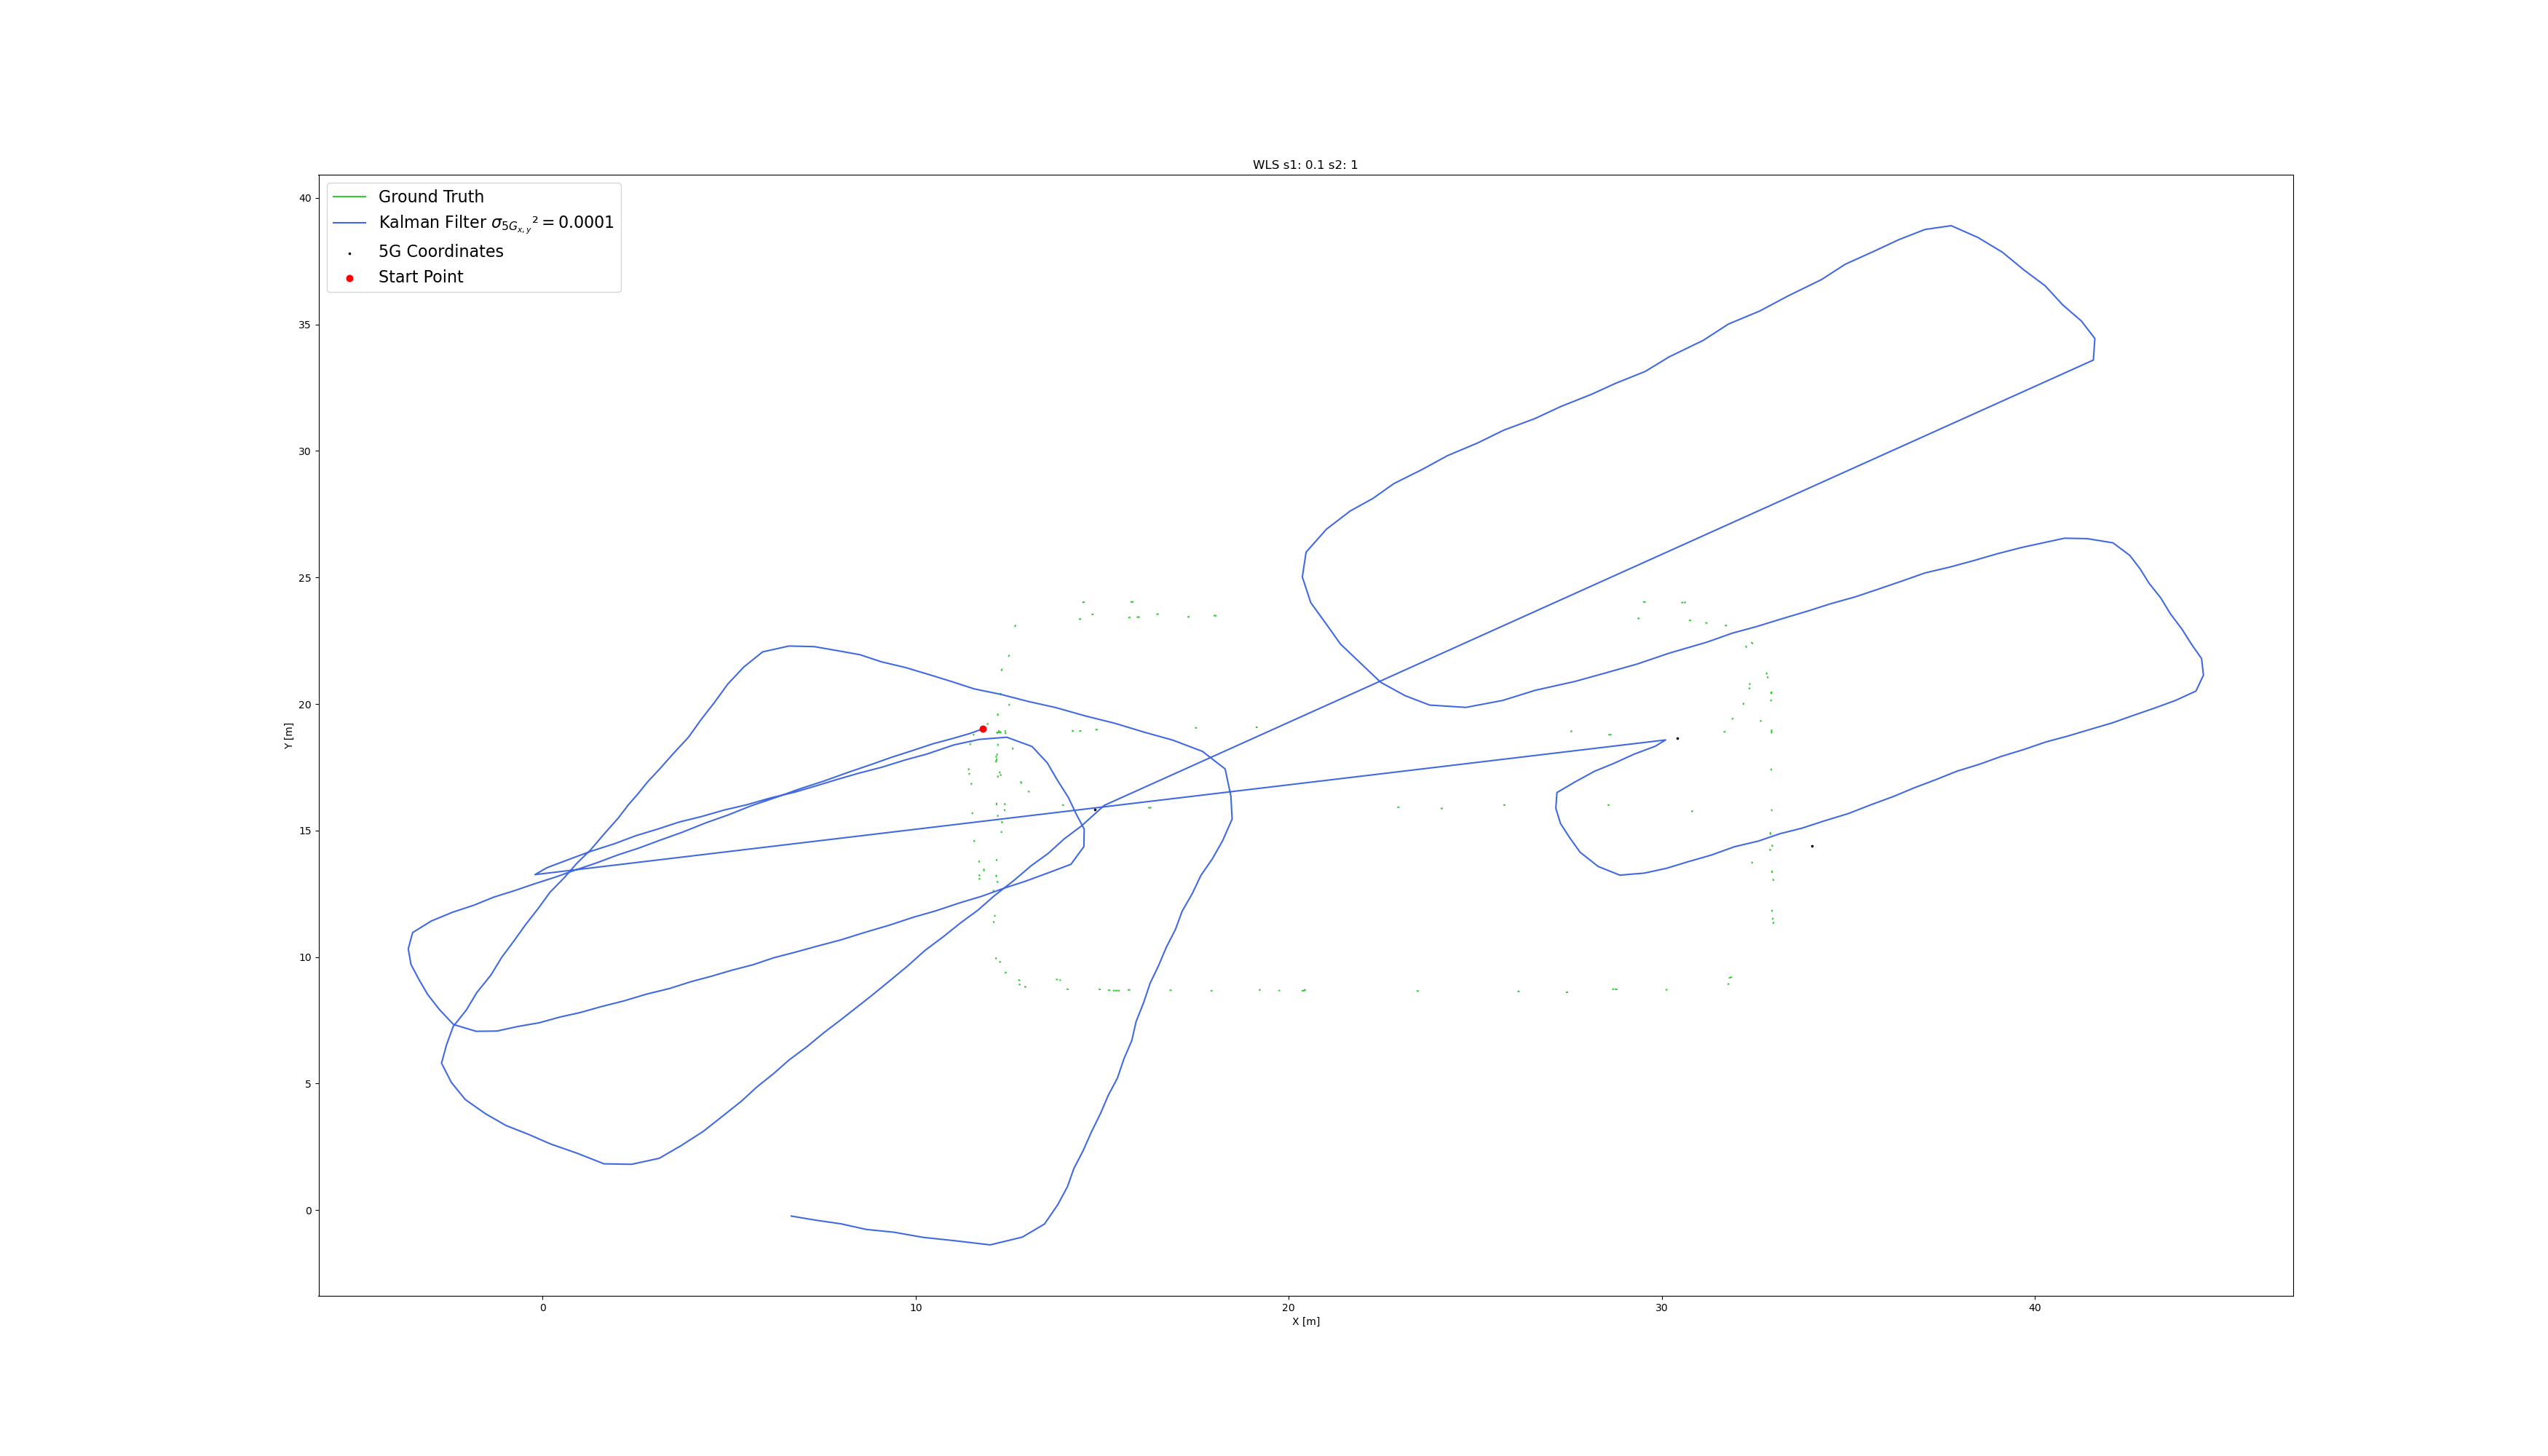 WLS s1: 0.1 s2: 1
Ground Truth
Kalman Filter σ5Gx,y² = 0.0001
5G Coordinates
Start Point
40
35
30
25
20
15
10
5
0
Y [m]
0 10 20 30 40
X [m]